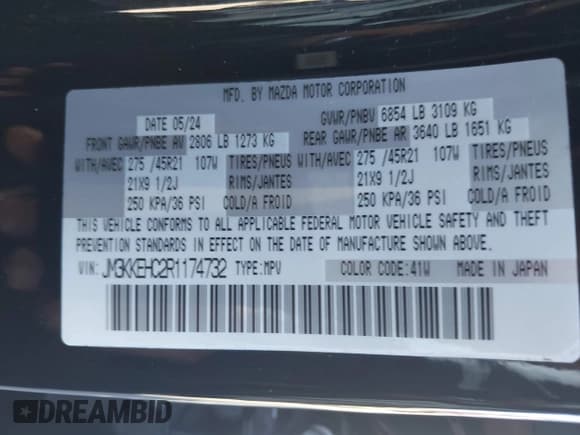 MFD. BY MAZDA MOTOR CORPORATION
DATE 05/24 GVWR/PNBV 6854 LB 3109 KG
FRONT GAWR/PNBE AV 2806 LB 1273 KG REAR GAWR/PNBE AR 3640 LB 1651 KG
WITH/AVEC 275 /45R21 107W TIRES/PNEUS WITH/AVEC 275 /45R21 107W TIRES/PNEUS
21X9 1/2J RIMS/JANTES 21X9 1/2J RIMS/JANTES
250 KPA/36 PSI COLD/A FROID 250 KPA/36 PSI COLD/A FROID
THIS VEHICLE CONFORMS TO ALL APPLICABLE FEDERAL MOTOR VEHICLE SAFETY AND THEFT
PREVENTION STANDARDS IN EFFECT ON THE DATE OF MANUFACTURE SHOWN ABOVE.
VIN: JM3KKEHC2R1174732 TYPE:MPV COLOR CODE:41W MADE IN JAPAN
DREAMBID